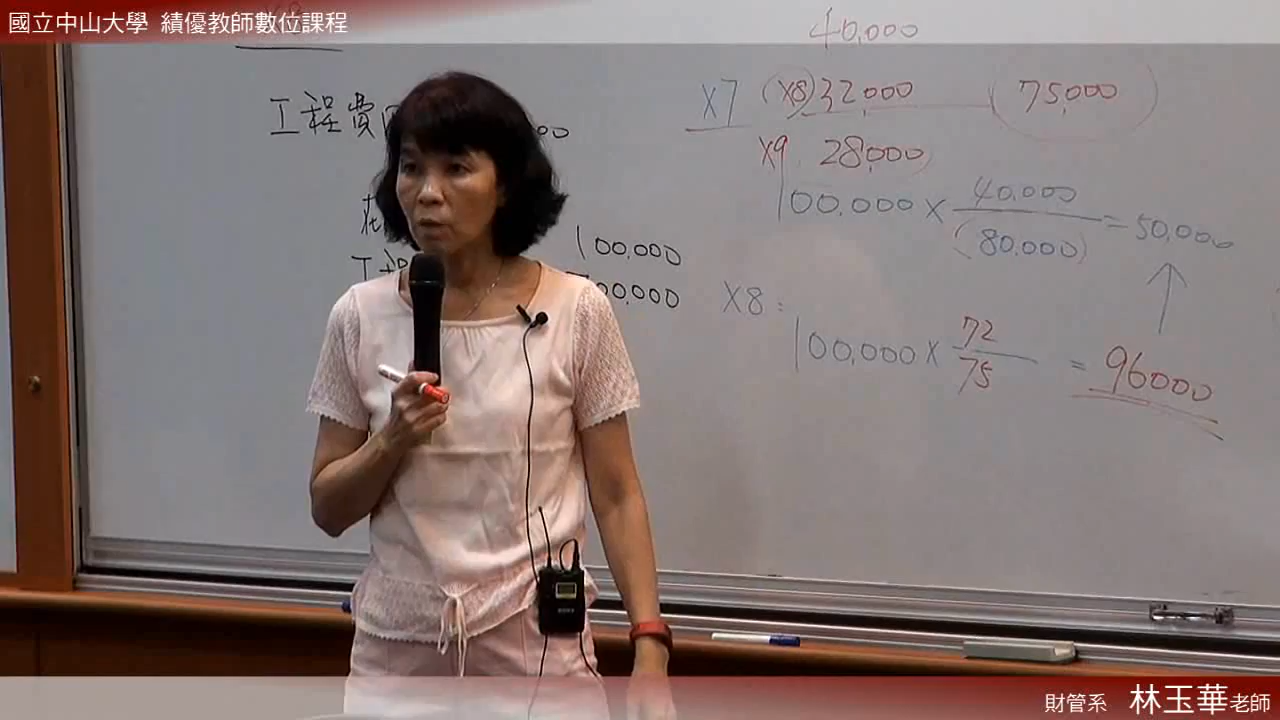 國立中山大學 績優教師數位課程
40,000
X7 (X8) 32,000 75,000
工程費
X9 28,000
100,000 × 40,000 / (80,000) = 50,000
100,000
工程
00,000
X8:
100,000 × 72 / 75 = 96000
財管系 林玉華老師